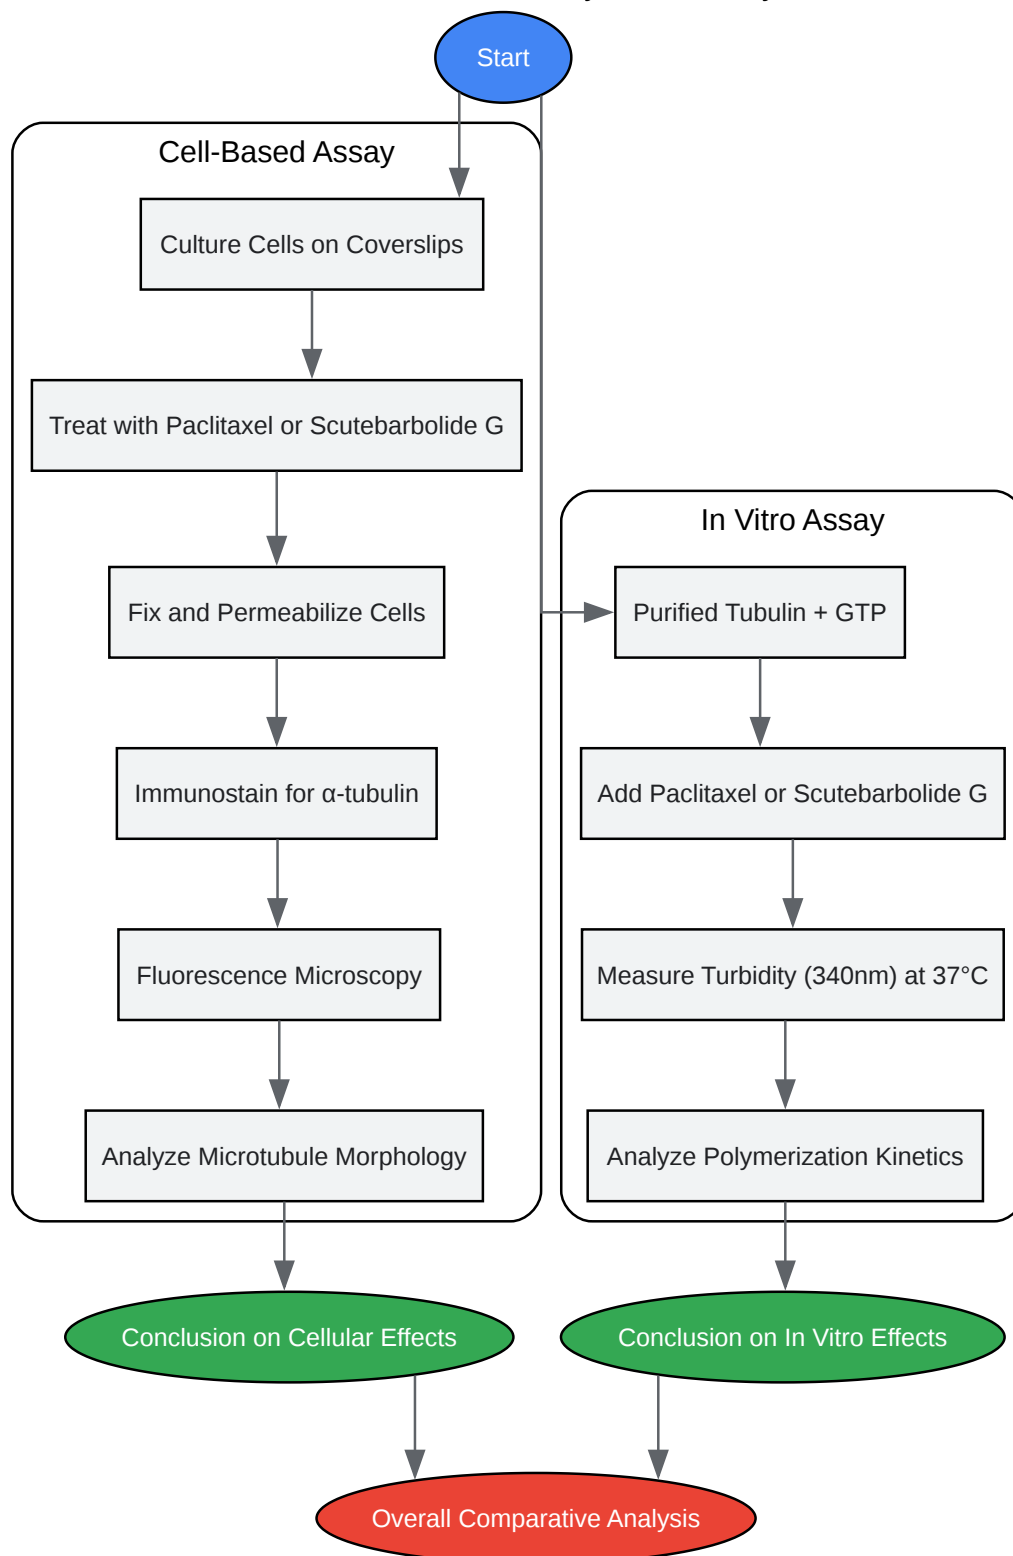 Start
Cell-Based Assay
Culture Cells on Coverslips
Treat with Paclitaxel or Scutebarbolide G
Fix and Permeabilize Cells
Immunostain for α-tubulin
Fluorescence Microscopy
Analyze Microtubule Morphology
In Vitro Assay
Purified Tubulin + GTP
Add Paclitaxel or Scutebarbolide G
Measure Turbidity (340nm) at 37°C
Analyze Polymerization Kinetics
Conclusion on Cellular Effects
Conclusion on In Vitro Effects
Overall Comparative Analysis